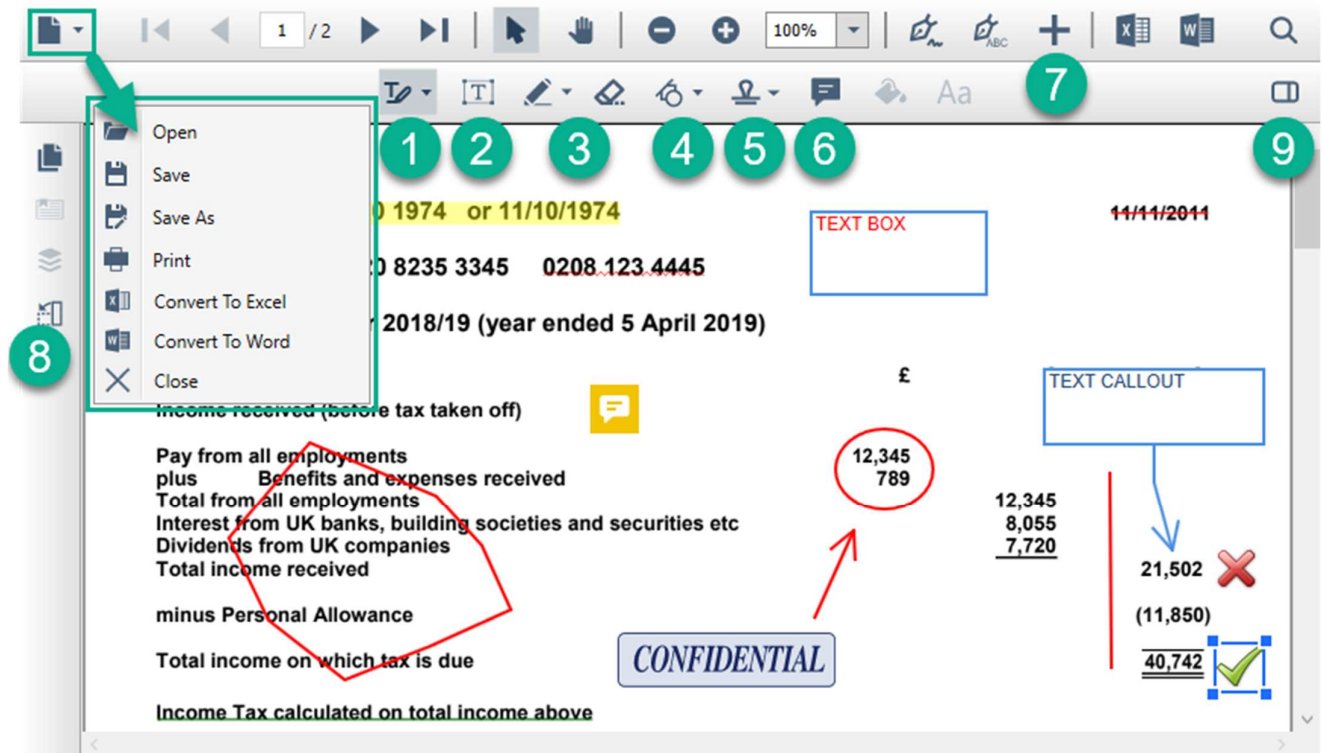 1 / 2 100%
ABC
T T Aa
7
1 2 3 4 5 6 9
Open
Save
Save As
Print
Convert To Excel
Convert To Word
Close
8
0 1974 or 11/10/1974
TEXT BOX
11/11/2011
0 8235 3345 0208 123 4445
2018/19 (year ended 5 April 2019)
£
TEXT CALLOUT
Income received (before tax taken off)
Pay from all employments 12,345
plus Benefits and expenses received 789
Total from all employments 12,345
Interest from UK banks, building societies and securities etc 8,055
Dividends from UK companies 7,720
Total income received 21,502
minus Personal Allowance (11,850)
Total income on which tax is due 40,742
CONFIDENTIAL
Income Tax calculated on total income above